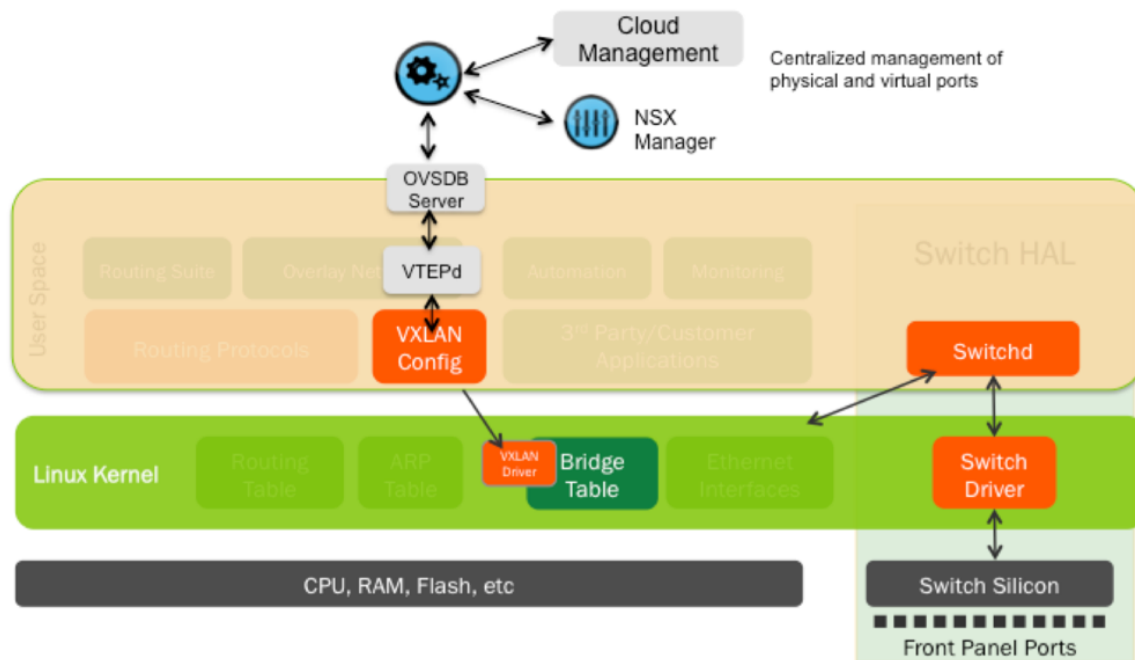 Cloud
Management
Centralized management of
physical and virtual ports
NSX
Manager
OVSDB
Server
User Space
Routing Suite
Overlay Net
VTEPd
Automation
Monitoring
Switch HAL
Routing Protocols
VXLAN
Config
3rd Party/Customer
Applications
Switchd
Linux Kernel
Routing
Table
ARP
Table
VXLAN
Driver
Bridge
Table
Ethernet
Interfaces
Switch
Driver
CPU, RAM, Flash, etc
Switch Silicon
Front Panel Ports